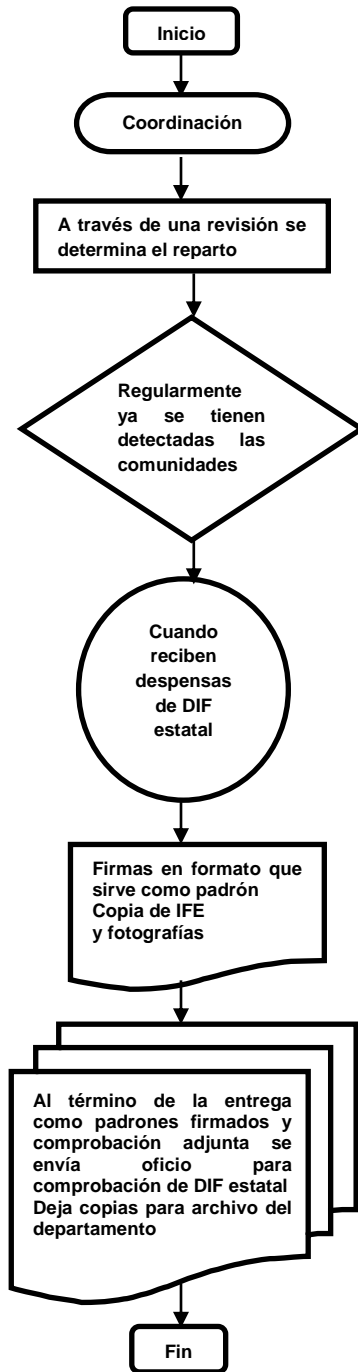 Inicio
Coordinación
A través de una revisión se
determina el reparto
Regularmente
ya se tienen
detectadas las
comunidades
Cuando
reciben
despensas
de DIF
estatal
Firmas en formato que
sirve como padrón
Copia de IFE
y fotografías
Al término de la entrega
como padrones firmados y
comprobación adjunta se
envía oficio para
comprobación de DIF estatal
Deja copias para archivo del
departamento
Fin